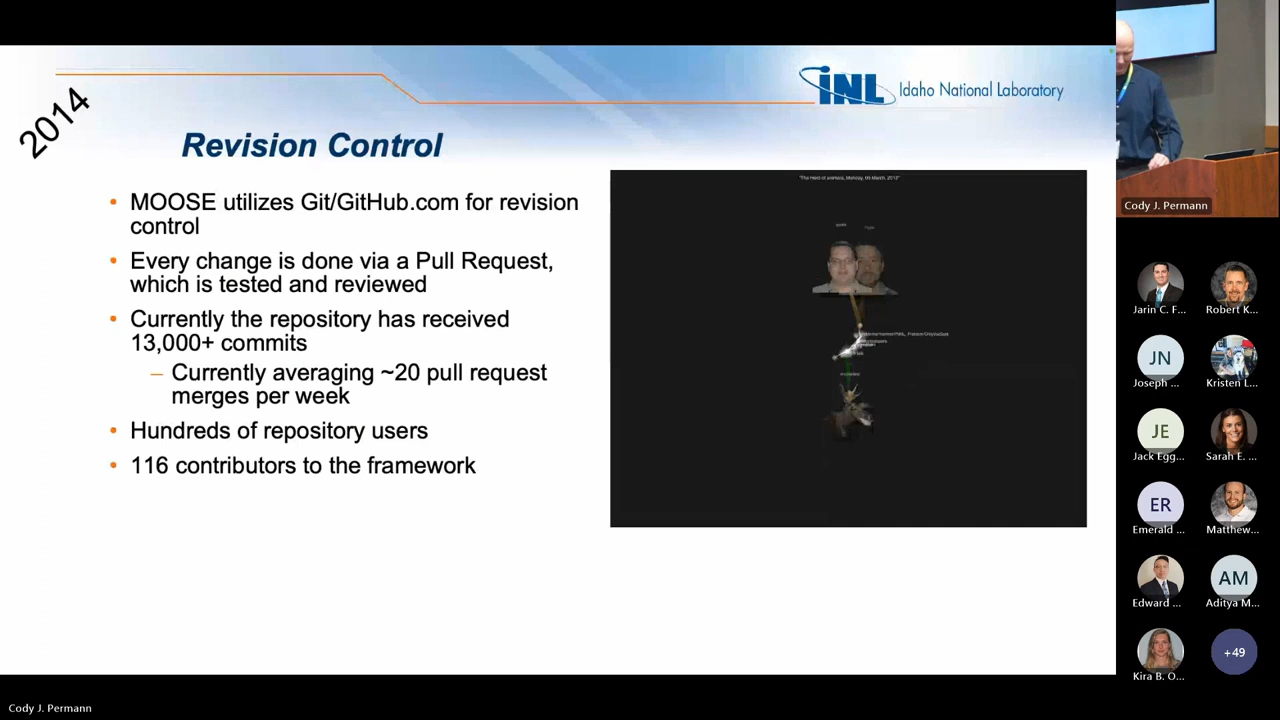 2014
INL Idaho National Laboratory
Revision Control
• MOOSE utilizes Git/GitHub.com for revision
control
• Every change is done via a Pull Request,
which is tested and reviewed
• Currently the repository has received
13,000+ commits
– Currently averaging ~20 pull request
merges per week
• Hundreds of repository users
• 116 contributors to the framework
Cody J. Permann
Jarin C. F...
Robert K...
JN
Joseph ...
Kristen L...
JE
Jack Egg...
Sarah E. ...
ER
Emerald ...
Matthew...
Edward ...
AM
Aditya M...
Kira B. O...
+49
Cody J. Permann